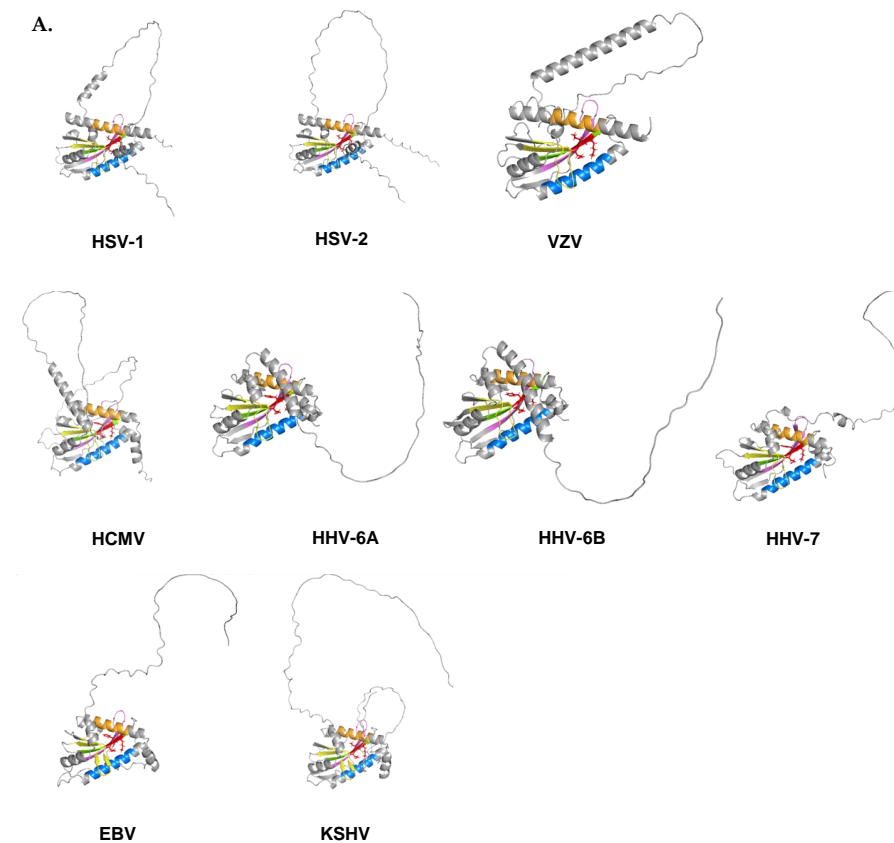 A.
HSV-1
HSV-2
VZV
HCMV
HHV-6A
HHV-6B
HHV-7
EBV
KSHV